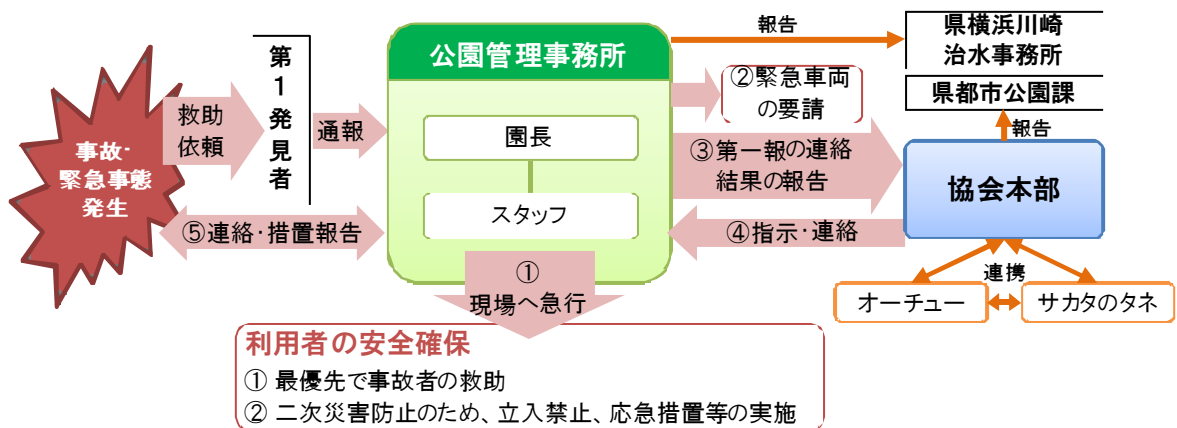 事故・
緊急事態
発生
救助
依頼
第1発見者
通報
公園管理事務所
園長
スタッフ
報告
県横浜川崎
治水事務所
②緊急車両
の要請
県都市公園課
報告
③第一報の連絡
結果の報告
協会本部
④指示・連絡
⑤連絡・措置報告
連携
オーチュー
サカタのタネ
①
現場へ急行
利用者の安全確保
① 最優先で事故者の救助
② 二次災害防止のため、立入禁止、応急措置等の実施